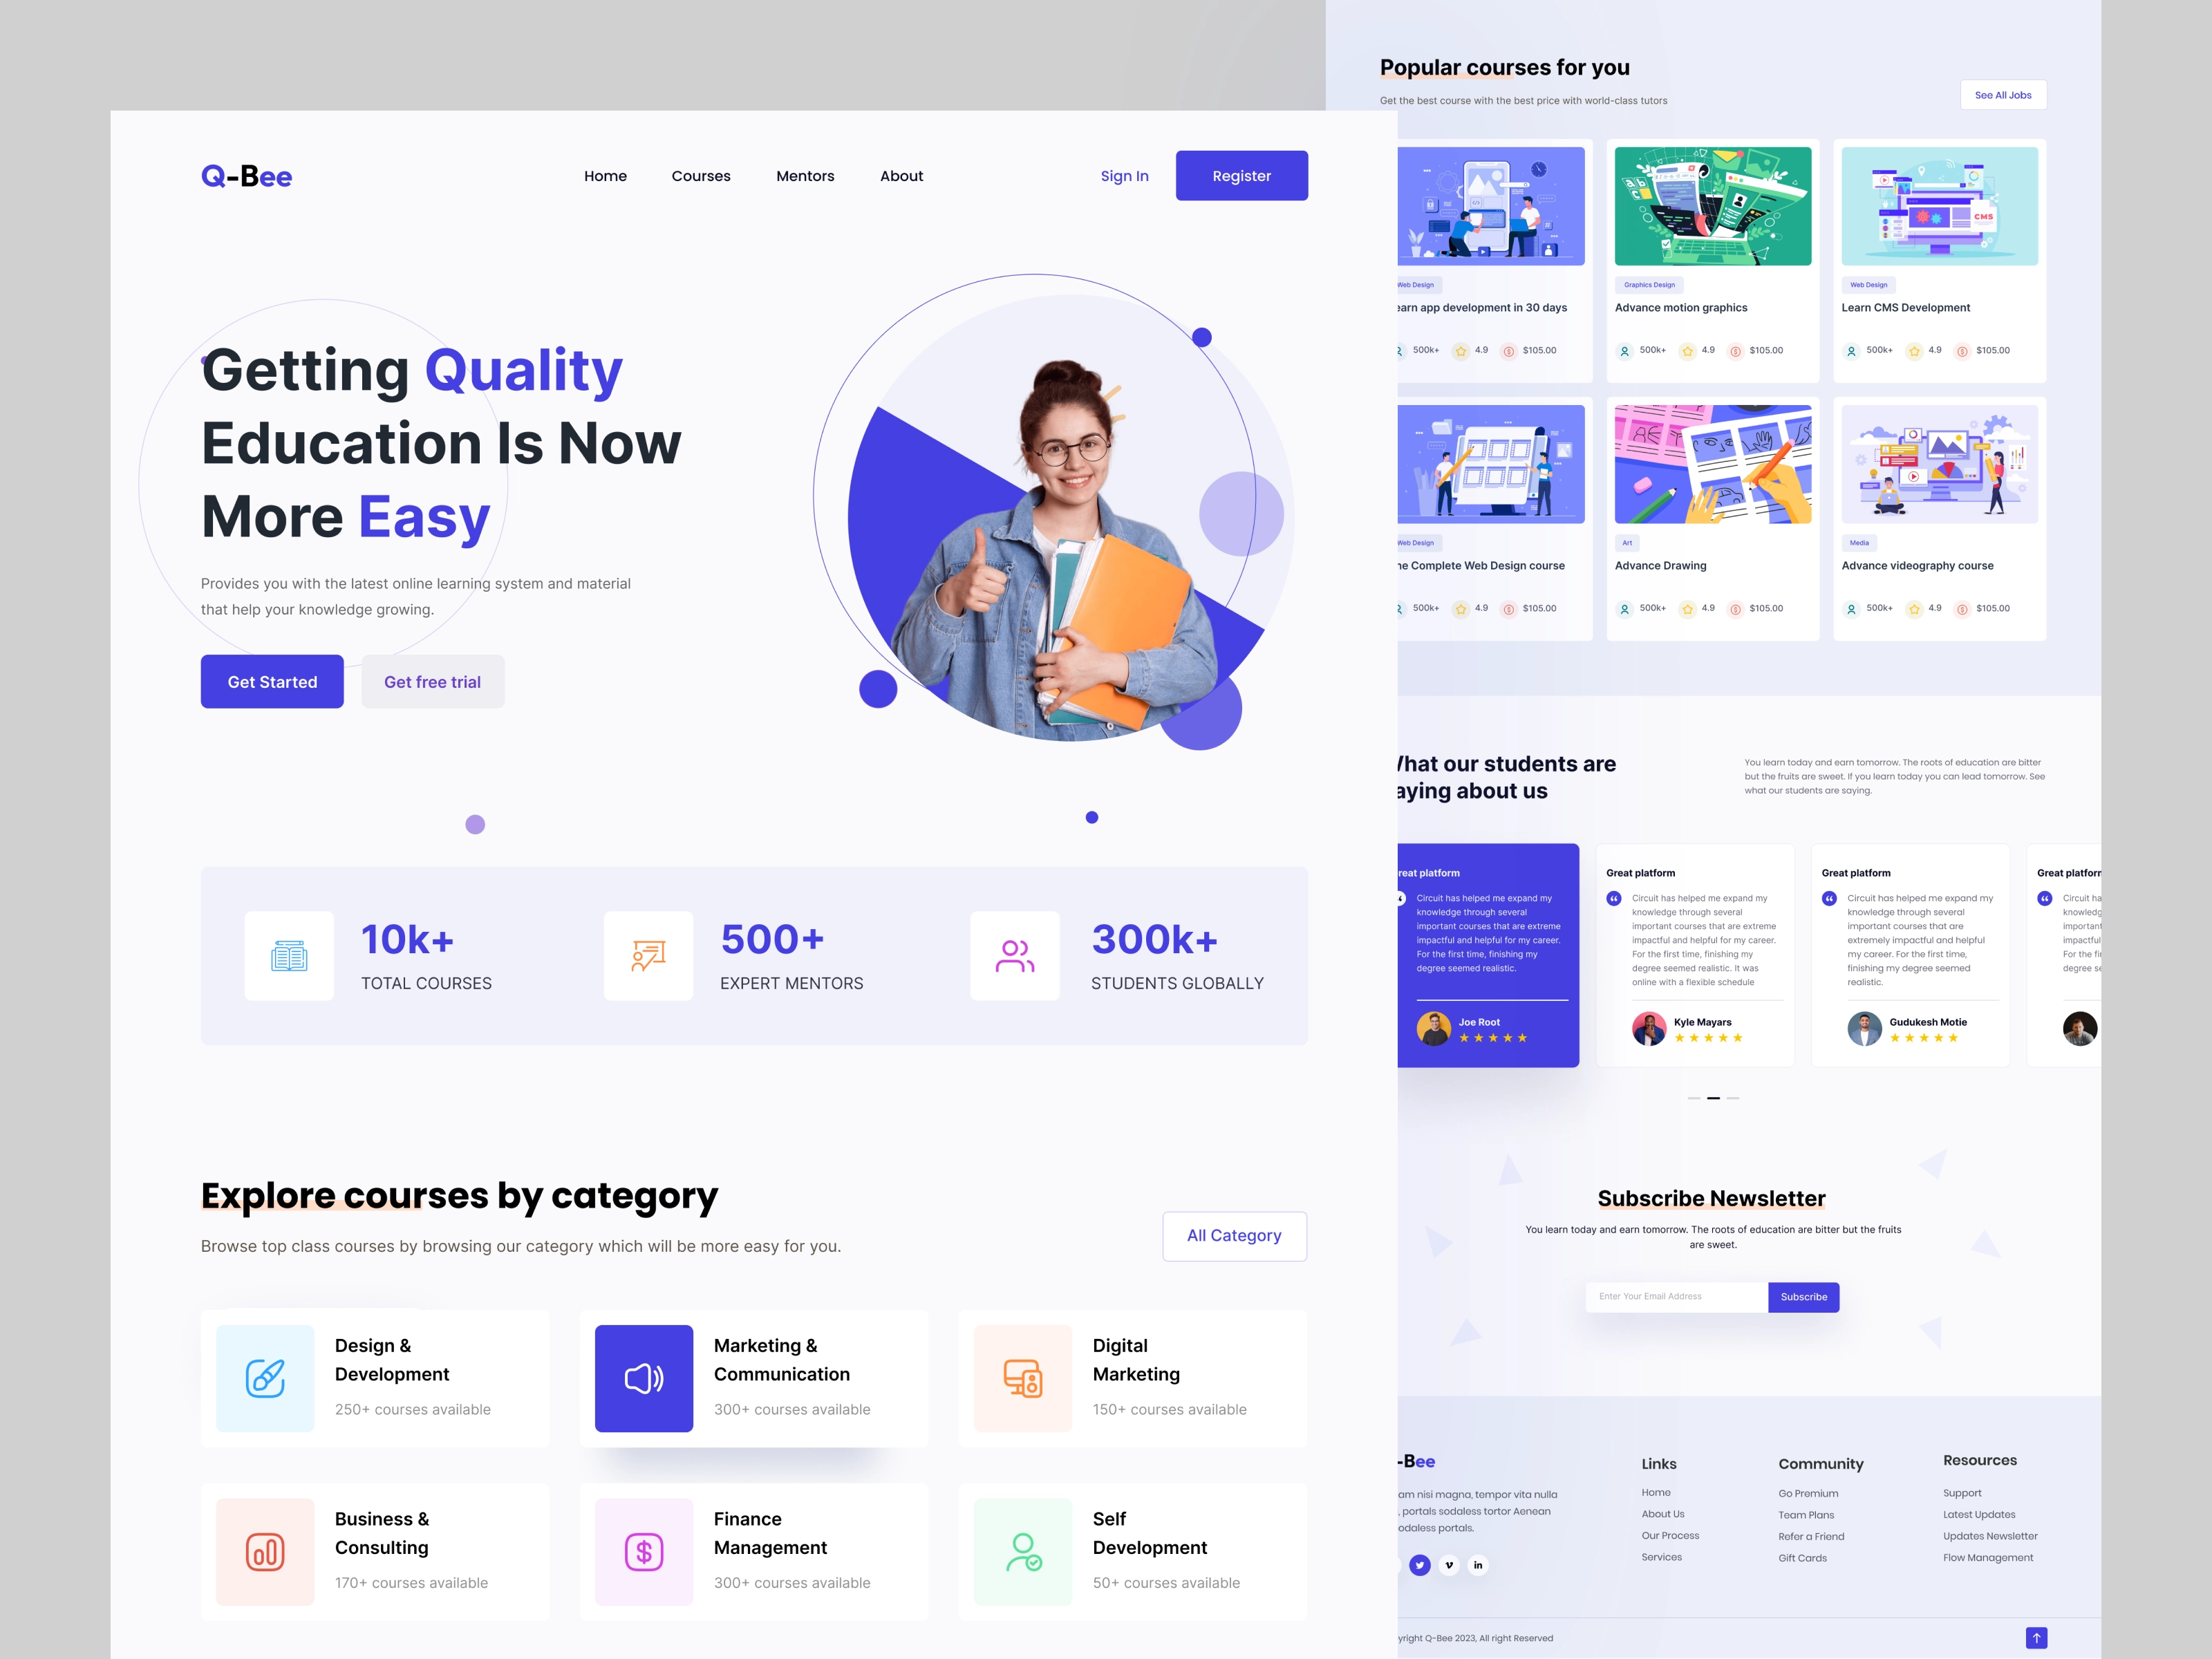 Q-Bee
Home
Courses
Mentors
About
Sign In
Register
Getting Quality
Education Is Now
More Easy
Provides you with the latest online learning system and material
that help your knowledge growing.
Get Started
Get free trial
10k+
TOTAL COURSES
500+
EXPERT MENTORS
300k+
STUDENTS GLOBALLY
Explore courses by category
Browse top class courses by browsing our category which will be more easy for you.
All Category
Design &
Development
250+ courses available
Marketing &
Communication
300+ courses available
Digital
Marketing
150+ courses available
Business &
Consulting
170+ courses available
Finance
Management
300+ courses available
Self
Development
50+ courses available
Popular courses for you
Get the best course with the best price with world-class tutors
See All Jobs
Web Design
earn app development in 30 days
500k+
4.9
$105.00
Graphics Design
Advance motion graphics
500k+
4.9
$105.00
CMS
Web Design
Learn CMS Development
500k+
4.9
$105.00
Web Design
he Complete Web Design course
500k+
4.9
$105.00
Art
Advance Drawing
500k+
4.9
$105.00
Media
Advance videography course
500k+
4.9
$105.00
hat our students are
aying about us
You learn today and earn tomorrow. The roots of education are bitter
but the fruits are sweet. If you learn today you can lead tomorrow. See
what our students are saying.
reat platform
Circuit has helped me expand my
knowledge through several
important courses that are extreme
impactful and helpful for my career.
For the first time, finishing my
degree seemed realistic.
Joe Root
Great platform
Circuit has helped me expand my
knowledge through several
important courses that are extreme
impactful and helpful for my career.
For the first time, finishing my
degree seemed realistic. It was
online with a flexible schedule
Kyle Mayars
Great platform
Circuit has helped me expand my
knowledge through several
important courses that are
extremely impactful and helpful
my career. For the first time,
finishing my degree seemed
realistic.
Gudukesh Motie
Great platform
Circuit ha
knowledg
important
impactful
For the fi
degree se
Subscribe Newsletter
You learn today and earn tomorrow. The roots of education are bitter but the fruits
are sweet.
Enter Your Email Address
Subscribe
-Bee
am nisi magna, tempor vita nulla
, portals sodaless tortor Aenean
odaless portals.
Links
Home
About Us
Our Process
Services
Community
Go Premium
Team Plans
Refer a Friend
Gift Cards
Resources
Support
Latest Updates
Updates Newsletter
Flow Management
yright Q-Bee 2023, All right Reserved